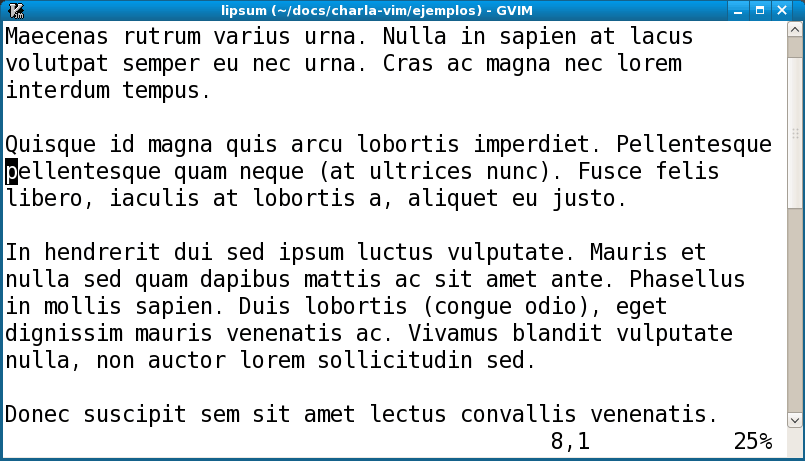 lipsum (~/docs/charla-vim/ejemplos) - GVIM
Maecenas rutrum varius urna. Nulla in sapien at lacus
volutpat semper eu nec urna. Cras ac magna nec lorem
interdum tempus.
Quisque id magna quis arcu lobortis imperdiet. Pellentesque
pellentesque quam neque (at ultrices nunc). Fusce felis
libero, iaculis at lobortis a, aliquet eu justo.
In hendrerit dui sed ipsum luctus vulputate. Mauris et
nulla sed quam dapibus mattis ac sit amet ante. Phasellus
in mollis sapien. Duis lobortis (congue odio), eget
dignissim mauris venenatis ac. Vivamus blandit vulputate
nulla, non auctor lorem sollicitudin sed.
Donec suscipit sem sit amet lectus convallis venenatis.
8,1 25%